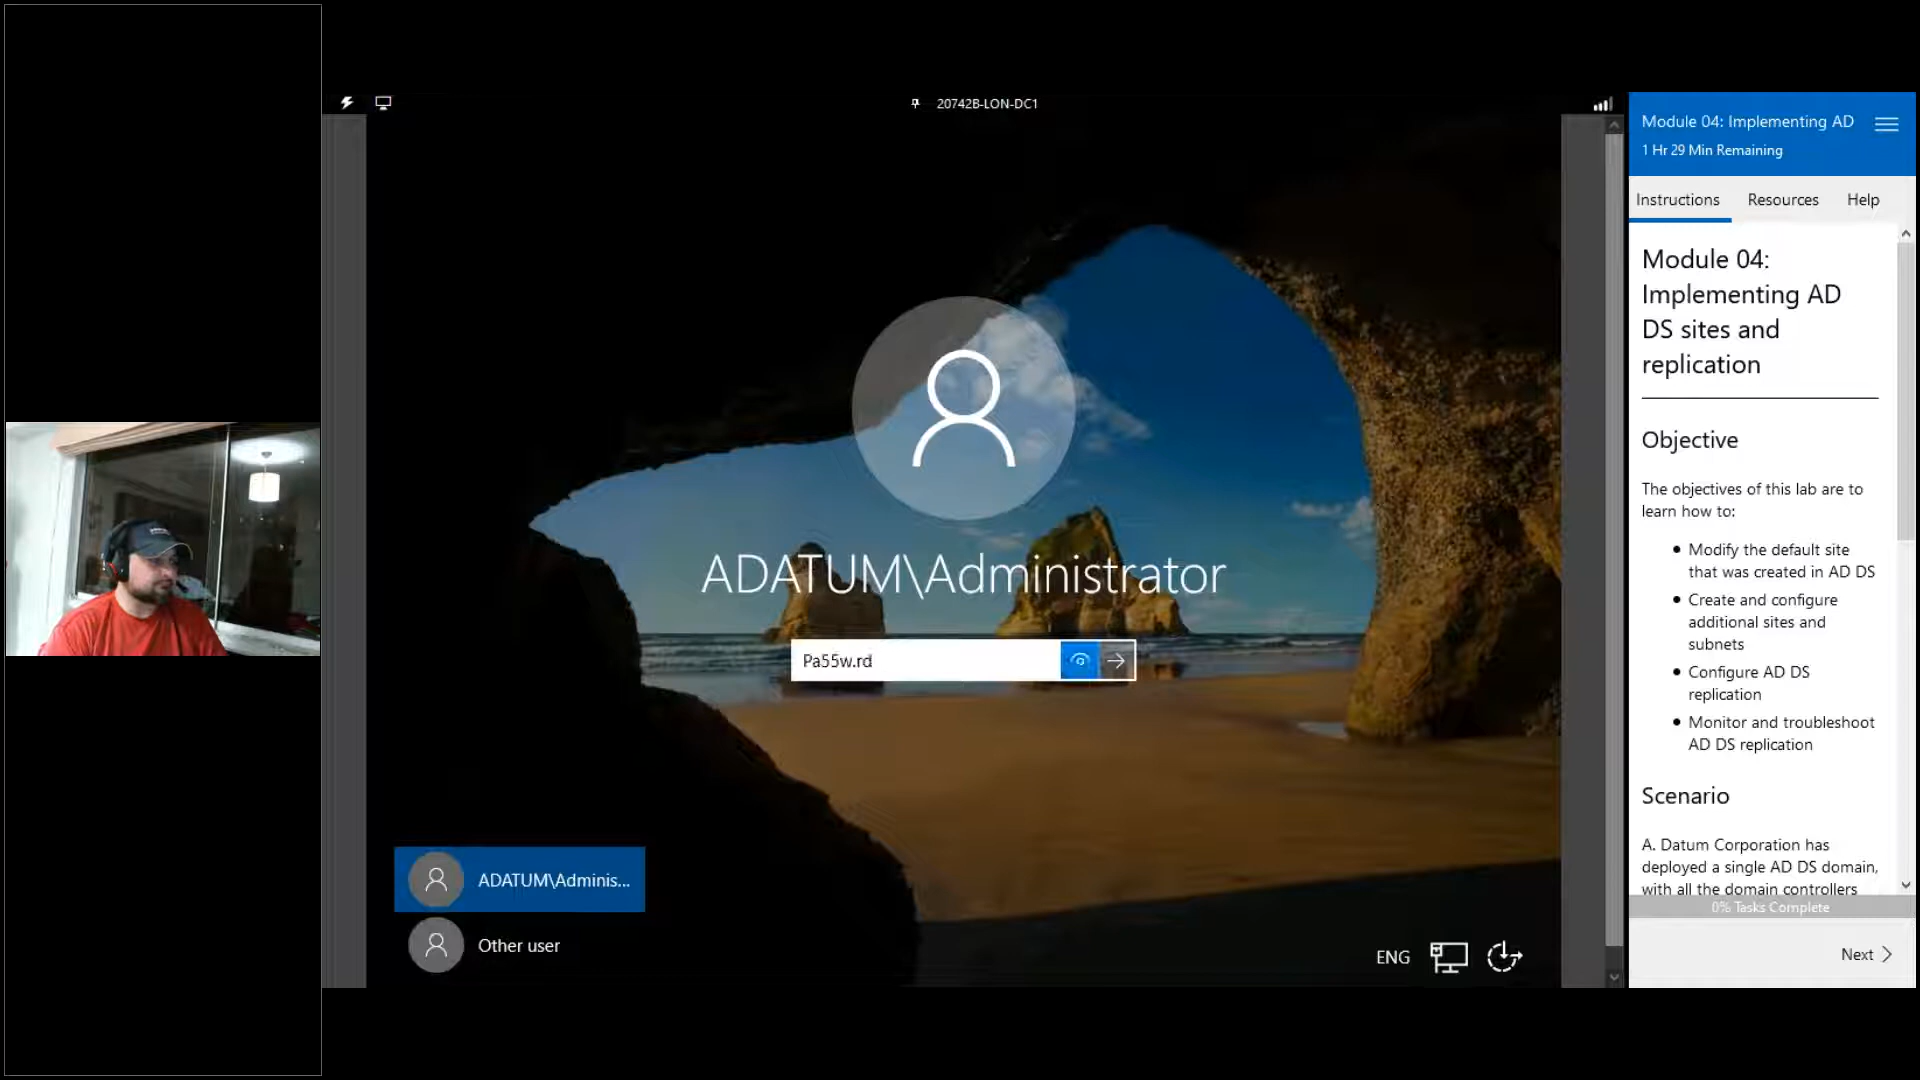 20742B-LON-DC1
ADATUM\Administrator
Pa55w.rd
ADATUM\Adminis...
Other user
ENG
Module 04: Implementing AD
1 Hr 29 Min Remaining
Instructions Resources Help
Module 04:
Implementing AD
DS sites and
replication
Objective
The objectives of this lab are to
learn how to:
Modify the default site
that was created in AD DS
Create and configure
additional sites and
subnets
Configure AD DS
replication
Monitor and troubleshoot
AD DS replication
Scenario
A. Datum Corporation has
deployed a single AD DS domain,
with all the domain controllers
0% Tasks Complete
Next